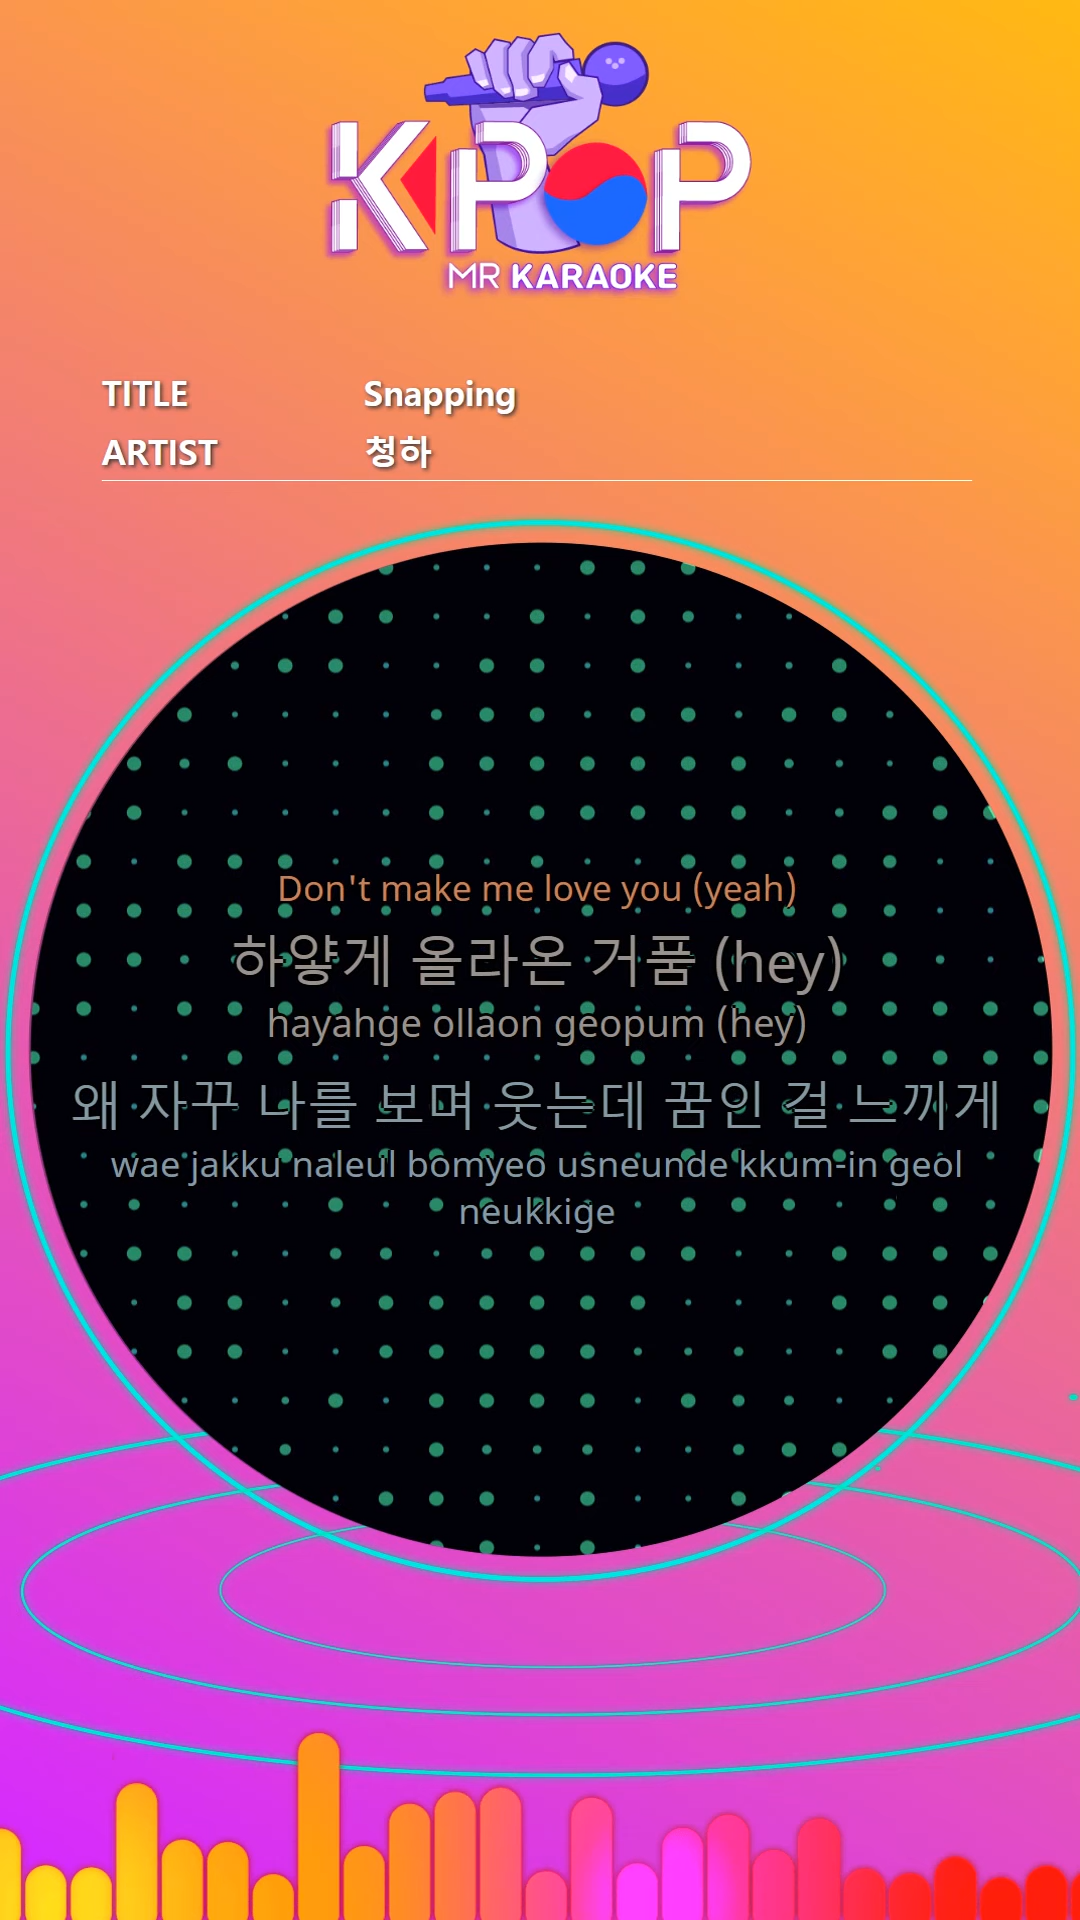 KPOP
MR KARAOKE
TITLE Snapping
ARTIST 청하
Don't make me love you (yeah)
하얗게 올라온 거품 (hey)
hayahge ollaon geopum (hey)
왜 자꾸 나를 보며 웃는데 꿈인 걸 느끼게
wae jakku naleul bomyeo usneunde kkum-in geol
neukkige